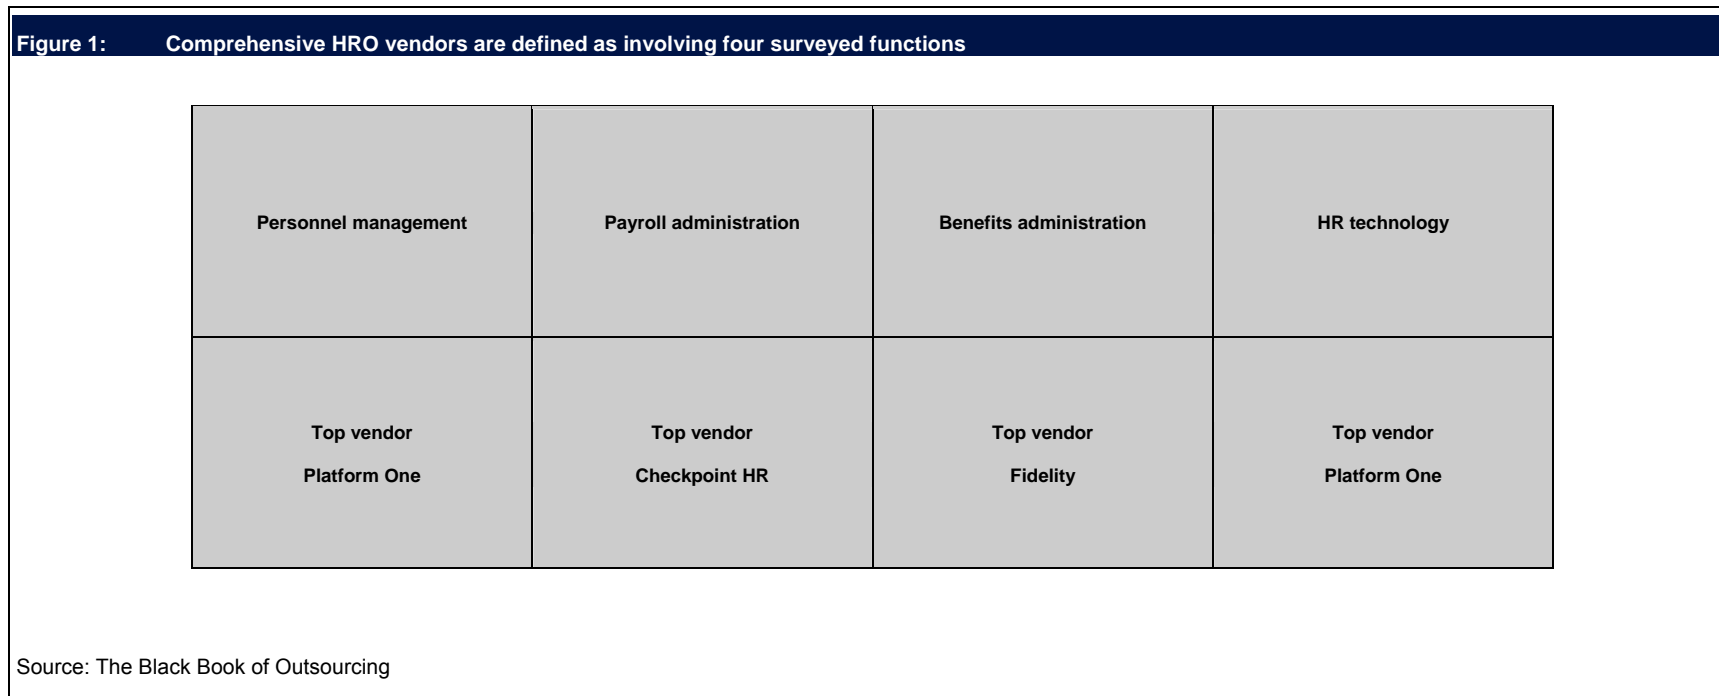 Figure 1: Comprehensive HRO vendors are defined as involving four surveyed functions
Personnel management
Payroll administration
Benefits administration
HR technology
Top vendor
Platform One
Top vendor
Checkpoint HR
Top vendor
Fidelity
Top vendor
Platform One
Source: The Black Book of Outsourcing